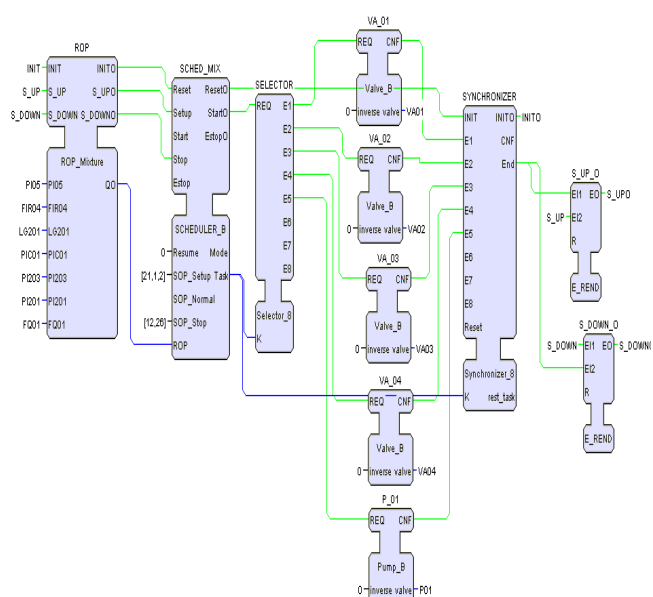 ROP
INIT INIT INITO
S_UP S_UP S_UPO
S_DOWN S_DOWN S_DOWNO
ROP_Mixture
PI05 PI05 QO
FIR04 FIR04
LG201 LG201
PIC01 PIC01
PI203 PI203
PI201 PI201
FQ01 FQ01
SCHED_MIX
Reset ResetO
Setup StartO
Start EstopO
Stop
Estop
SCHEDULER_B
0 Resume Mode
[21,1,2] SOP_Setup Task
SOP_Normal
[12,26] SOP_Stop
ROP
SELECTOR
REQ E1
E2
E3
E4
E5
E6
E7
E8
Selector_8
K
VA_01
REQ CNF
Valve_B
0 inverse valve VA01
VA_02
REQ CNF
Valve_B
0 inverse valve VA02
VA_03
REQ CNF
Valve_B
0 inverse valve VA03
VA_04
REQ CNF
Valve_B
0 inverse valve VA04
P_01
REQ CNF
Pump_B
0 inverse valve P01
SYNCHRONIZER
INIT INITO INITO
E1 CNF
E2 End
E3
E4
E5
E6
E7
E8
Reset
Synchronizer_8
K rest_task
S_UP_O
EI1 EO S_UPO
S_UP EI2
R
E_REND
S_DOWN_O
S_DOWN EI1 EO S_DOWNO
EI2
R
E_REND